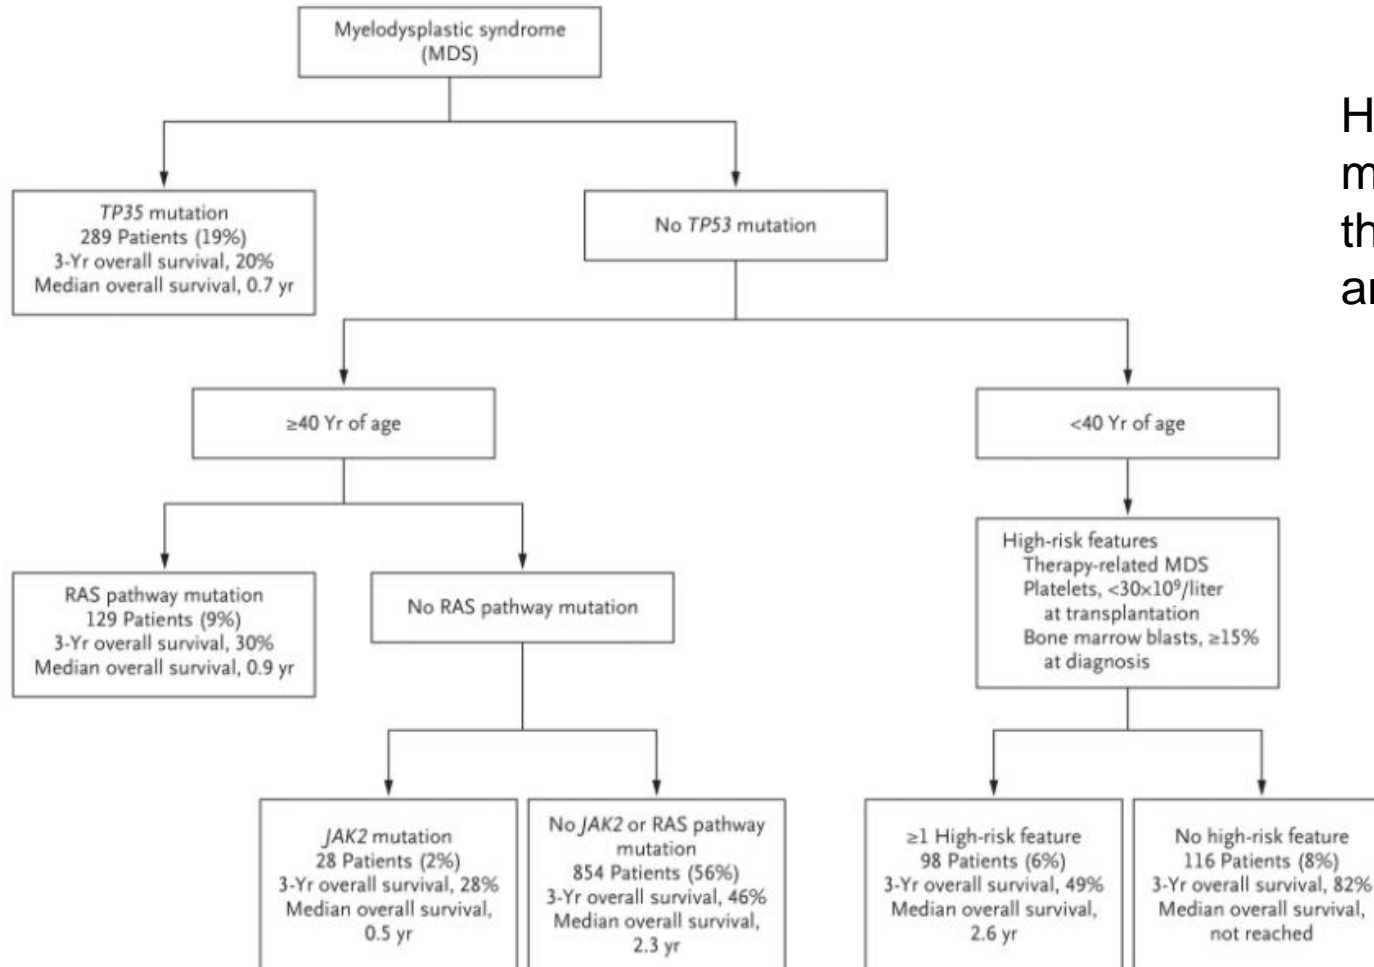 Myelodysplastic syndrome
(MDS)
TP35 mutation
289 Patients (19%)
3-Yr overall survival, 20%
Median overall survival, 0.7 yr
No TP53 mutation
≥40 Yr of age
<40 Yr of age
RAS pathway mutation
129 Patients (9%)
3-Yr overall survival, 30%
Median overall survival, 0.9 yr
No RAS pathway mutation
High-risk features
Therapy-related MDS
Platelets, <30×10⁹/liter
at transplantation
Bone marrow blasts, ≥15%
at diagnosis
JAK2 mutation
28 Patients (2%)
3-Yr overall survival, 28%
Median overall survival,
0.5 yr
No JAK2 or RAS pathway
mutation
854 Patients (56%)
3-Yr overall survival, 46%
Median overall survival,
2.3 yr
≥1 High-risk feature
98 Patients (6%)
3-Yr overall survival, 49%
Median overall survival,
2.6 yr
No high-risk feature
116 Patients (8%)
3-Yr overall survival, 82%
Median overall survival,
not reached